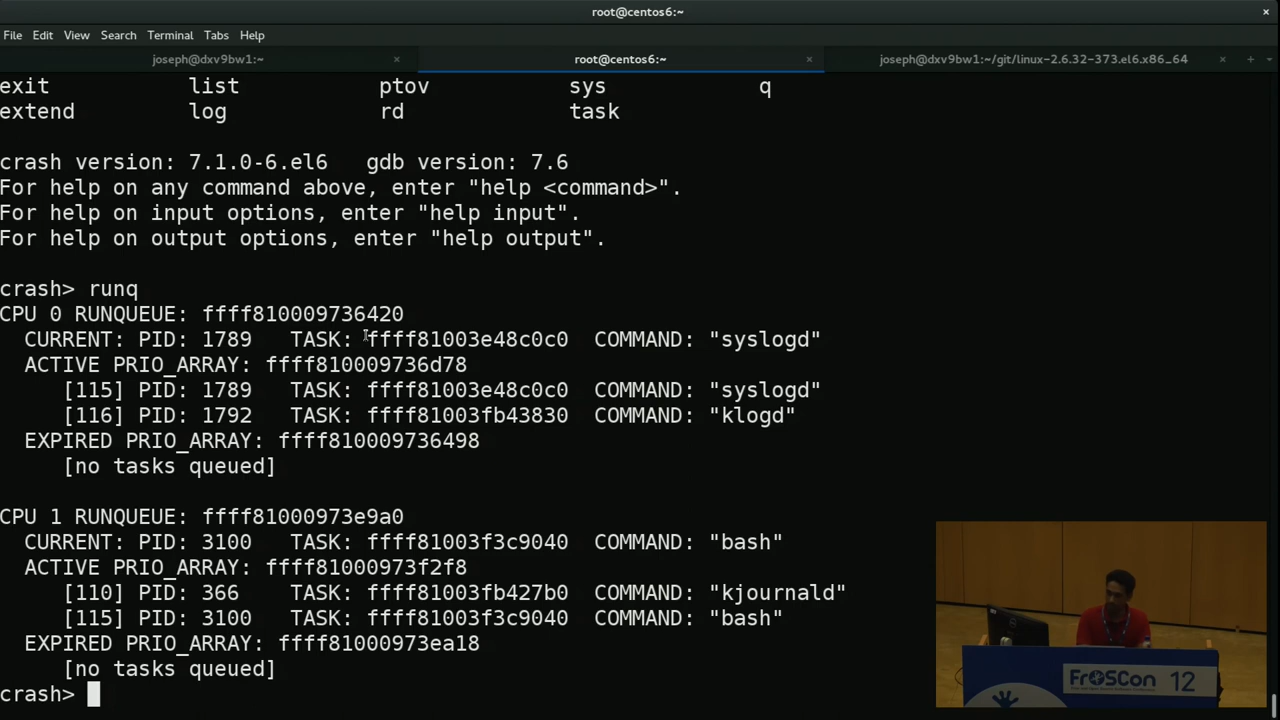 root@centos6:~ ×
File Edit View Search Terminal Tabs Help
joseph@dxv9bw1:~ × root@centos6:~ × joseph@dxv9bw1:~/git/linux-2.6.32-373.el6.x86_64 × +
exit list ptov sys q
extend log rd task
crash version: 7.1.0-6.el6 gdb version: 7.6
For help on any command above, enter "help <command>".
For help on input options, enter "help input".
For help on output options, enter "help output".
crash> runq
CPU 0 RUNQUEUE: ffff810009736420
CURRENT: PID: 1789 TASK: ffff81003e48c0c0 COMMAND: "syslogd"
ACTIVE PRIO_ARRAY: ffff810009736d78
[115] PID: 1789 TASK: ffff81003e48c0c0 COMMAND: "syslogd"
[116] PID: 1792 TASK: ffff81003fb43830 COMMAND: "klogd"
EXPIRED PRIO_ARRAY: ffff810009736498
[no tasks queued]
CPU 1 RUNQUEUE: ffff81000973e9a0
CURRENT: PID: 3100 TASK: ffff81003f3c9040 COMMAND: "bash"
ACTIVE PRIO_ARRAY: ffff81000973f2f8
[110] PID: 366 TASK: ffff81003fb427b0 COMMAND: "kjournald"
[115] PID: 3100 TASK: ffff81003f3c9040 COMMAND: "bash"
EXPIRED PRIO_ARRAY: ffff81000973ea18
[no tasks queued]
crash>
FrOSCon 12